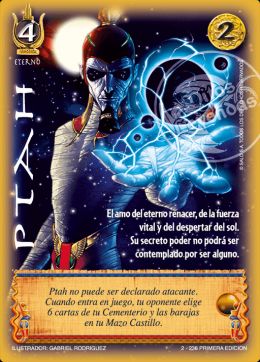 4
2
ETERNO
PTAH
El amo del eterno renacer, de la fuerza
vital y del despertar del sol.
Su secreto poder no podrá ser
contemplado por ser alguno.
Ptah no puede ser declarado atacante.
Cuando entra en juego, tu oponente elige
6 cartas de tu Cementerio y las barajas
en tu Mazo Castillo.
ILUSTRADOR: GABRIEL RODRIGUEZ
2 - 236 PRIMERA EDICION